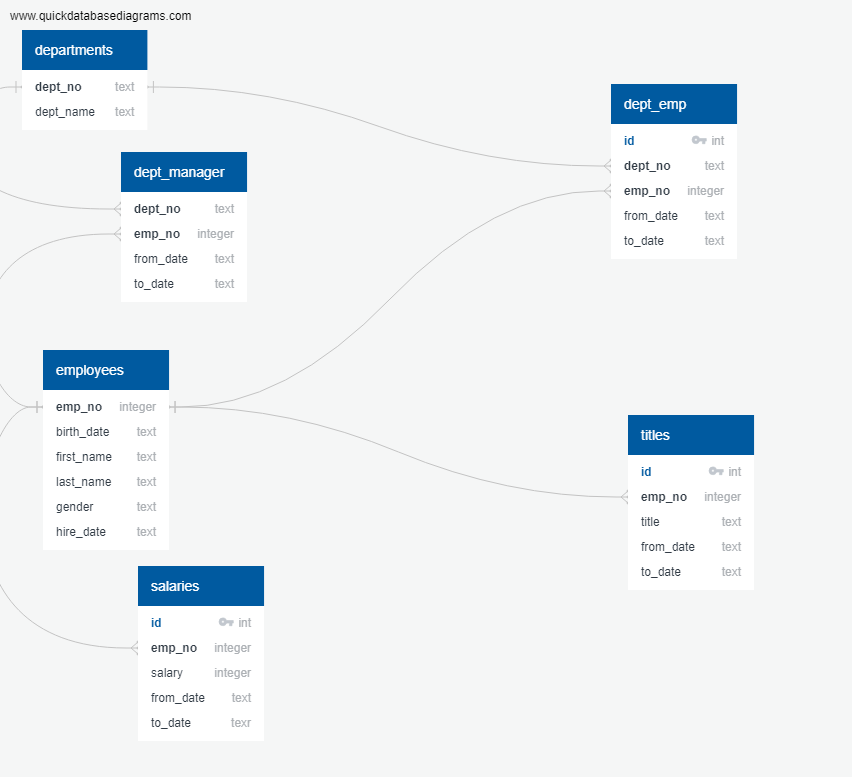 www.quickdatabasediagrams.com
departments
dept_no text
dept_name text
dept_manager
dept_no text
emp_no integer
from_date text
to_date text
employees
emp_no integer
birth_date text
first_name text
last_name text
gender text
hire_date text
salaries
id int
emp_no integer
salary integer
from_date text
to_date texr
dept_emp
id int
dept_no text
emp_no integer
from_date text
to_date text
titles
id int
emp_no integer
title text
from_date text
to_date text